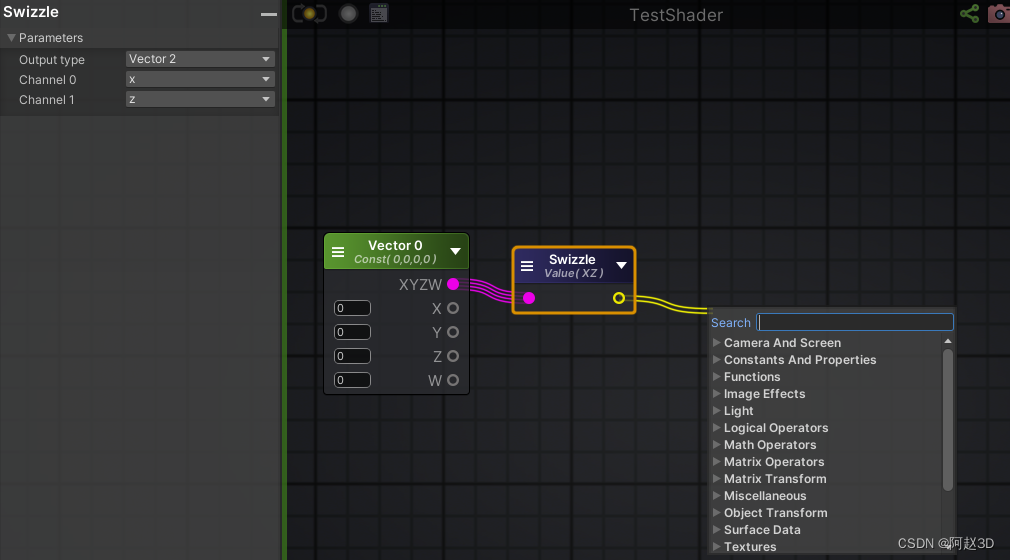 Swizzle
Parameters
Output type Vector 2
Channel 0 x
Channel 1 z
TestShader
Vector 0
Const( 0,0,0,0 )
XYZW
0 X
0 Y
0 Z
0 W
Swizzle
Value( XZ )
Search
Camera And Screen
Constants And Properties
Functions
Image Effects
Light
Logical Operators
Math Operators
Matrix Operators
Matrix Transform
Miscellaneous
Object Transform
Surface Data
Textures
CSDN @阿赵3D